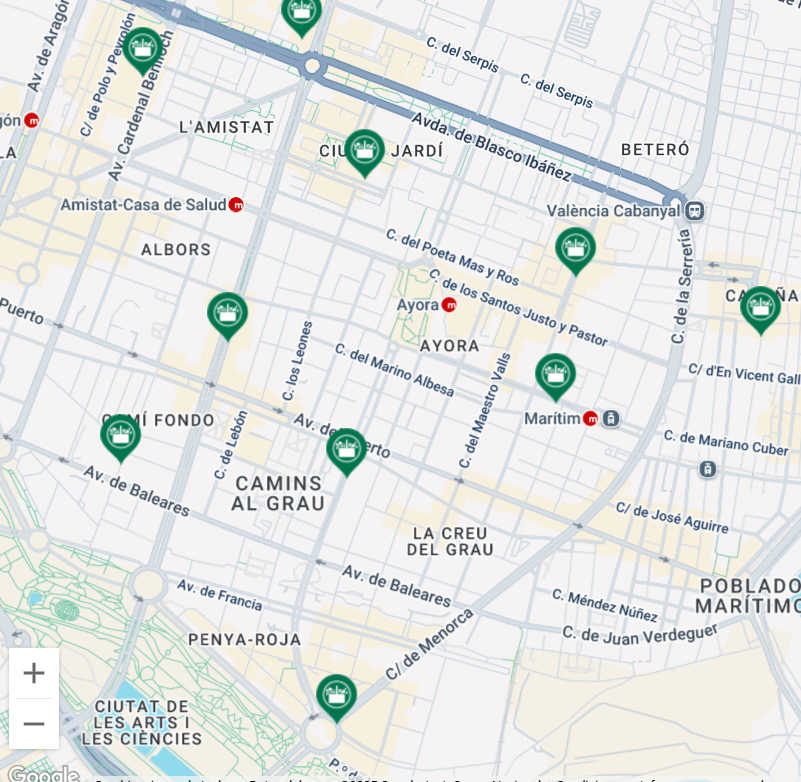 Av. de Aragón
C/ de Polo y Peyrolón
Av. Cardenal Benlloch
C. del Serpis
C. del Serpis
L'AMISTAT
Avda. de Blasco Ibáñez
JARDÍ
BETERÓ
Amistat-Casa de Salud
València Cabanyal
ALBORS
C. del Poeta Mas y Ros
C. de los Santos Justo y Pastor
C. de la Serreria
Ayora
AYORA
Puerto
C. los Leones
C. del Marino Albesa
C. del Maestro Valls
C/ d'En Vicent Gall
Marítim
FONDO
C. de Lebón
Av. de
C. de Mariano Cuber
Av. de Baleares
CAMINS
AL GRAU
C/ de José Aguirre
LA CREU
DEL GRAU
Av. de Baleares
Av. de Francia
C. Méndez Núñez
POBLADO
MARÍTIMO
PENYA-ROJA
C/ de Menorca
C. de Juan Verdeguer
+
−
CIUTAT DE
LES ARTS I
LES CIÈNCIES
Google